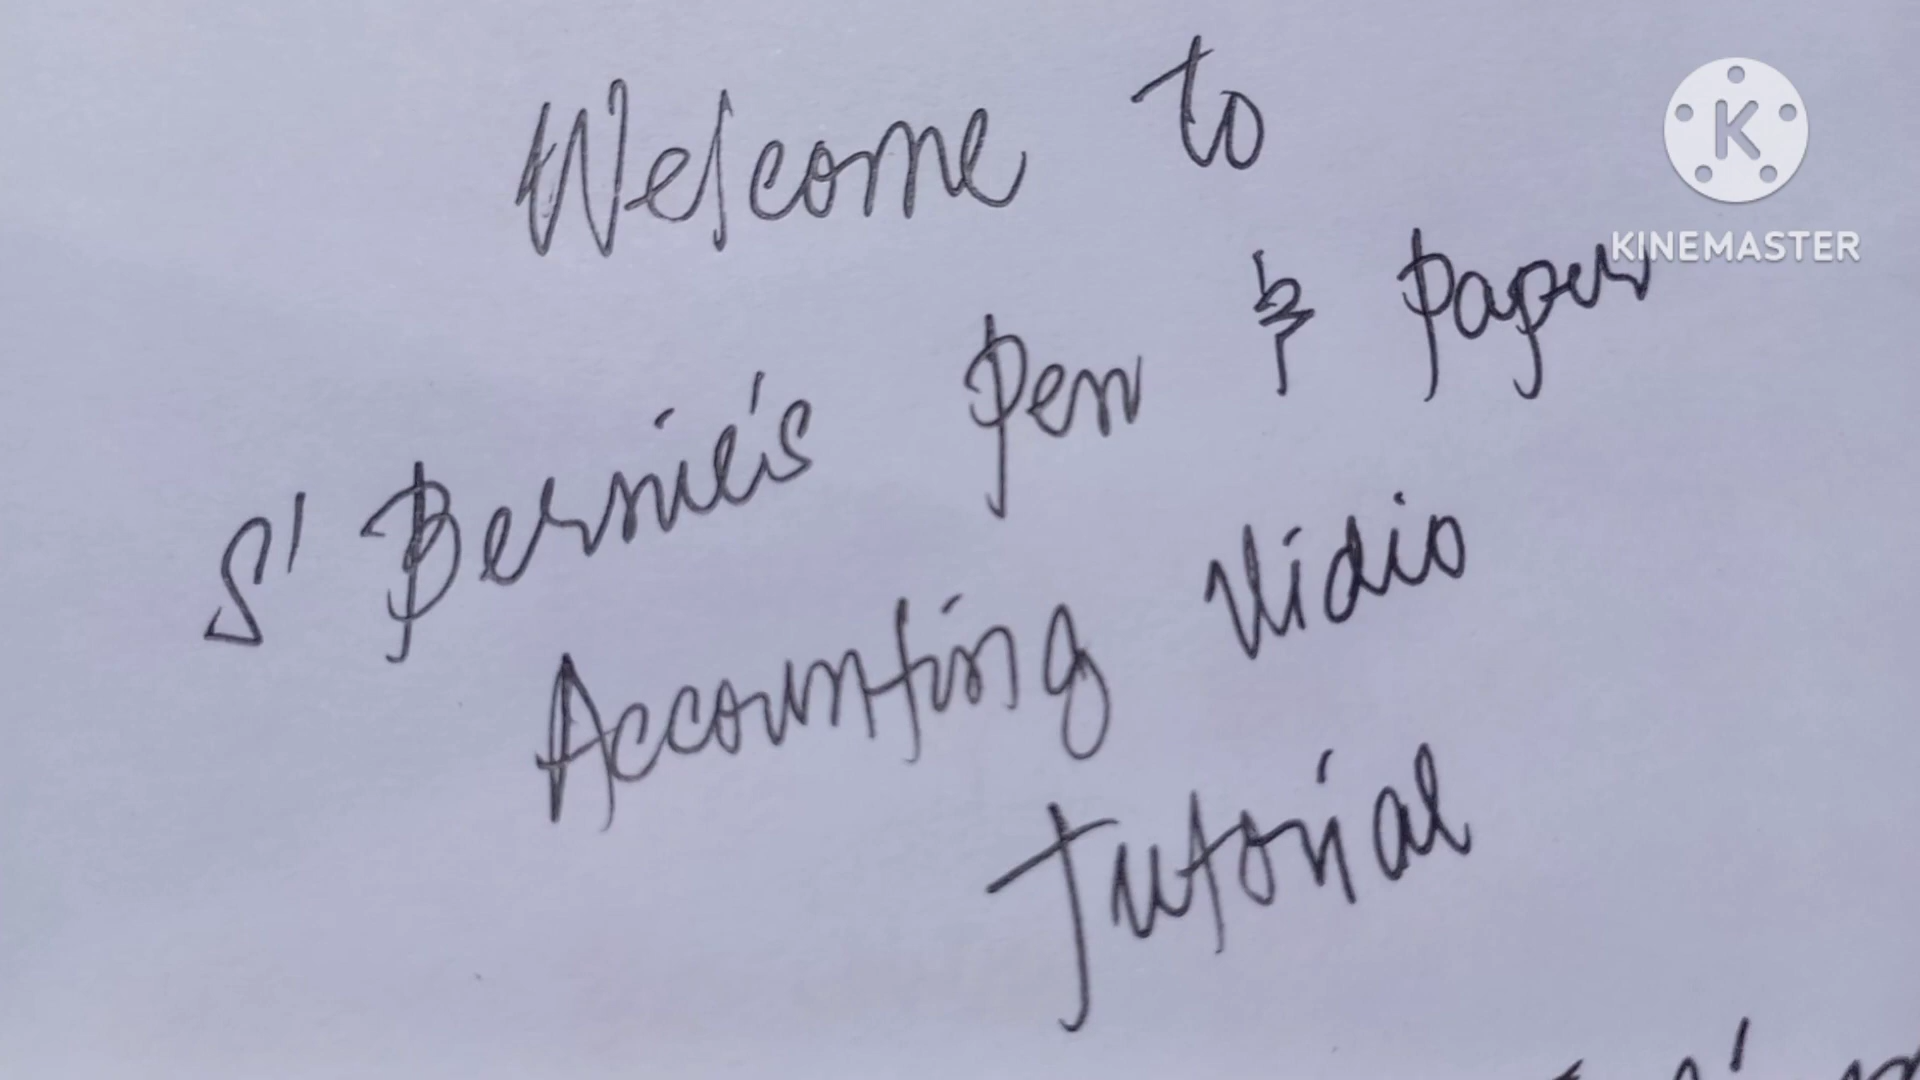 Welcome to
S' Bernie's Pen & Paper
Accounting Vidio
Tutorial
KINEMASTER